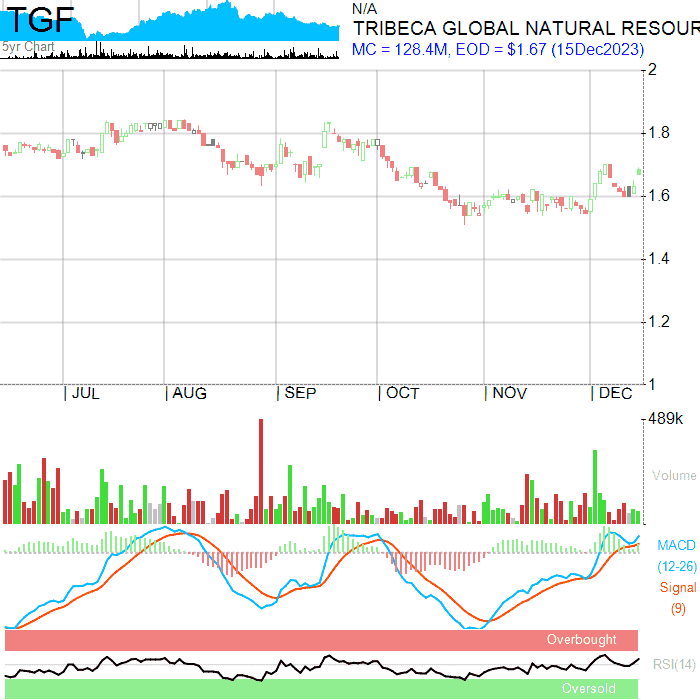 TGF
5yr Chart
N/A
TRIBECA GLOBAL NATURAL RESOUR
MC = 128.4M, EOD = $1.67 (15Dec2023)
2
1.8
1.6
1.4
1.2
1
JUL AUG SEP OCT NOV DEC
489k
Volume
MACD
(12-26)
Signal
(9)
Overbought
RSI(14)
Oversold